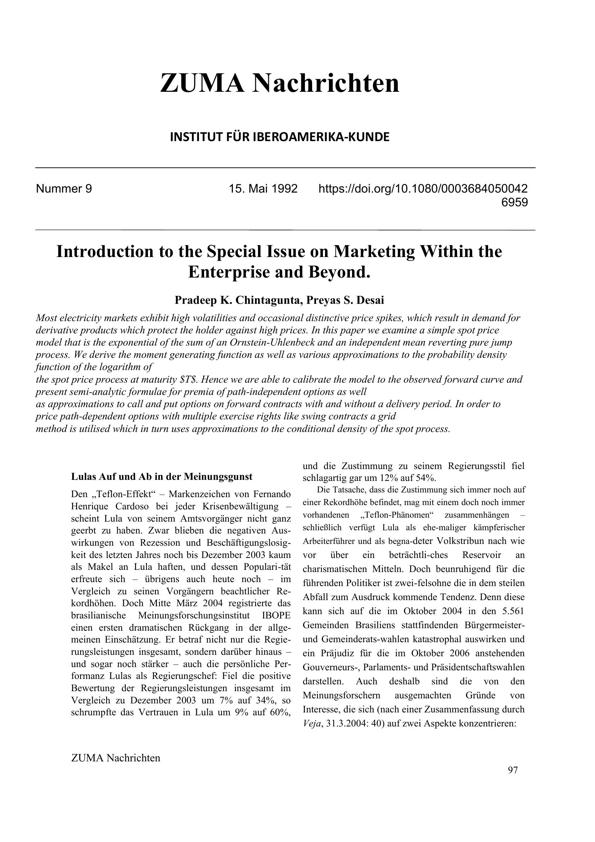 ZUMA Nachrichten
INSTITUT FÜR IBEROAMERIKA-KUNDE
Nummer 9 15. Mai 1992 https://doi.org/10.1080/0003684050042
6959
Introduction to the Special Issue on Marketing Within the
Enterprise and Beyond.
Pradeep K. Chintagunta, Preyas S. Desai
Most electricity markets exhibit high volatilities and occasional distinctive price spikes, which result in demand for
derivative products which protect the holder against high prices. In this paper we examine a simple spot price
model that is the exponential of the sum of an Ornstein-Uhlenbeck and an independent mean reverting pure jump
process. We derive the moment generating function as well as various approximations to the probability density
function of the logarithm of
the spot price process at maturity $T$. Hence we are able to calibrate the model to the observed forward curve and
present semi-analytic formulae for premia of path-independent options as well
as approximations to call and put options on forward contracts with and without a delivery period. In order to
price path-dependent options with multiple exercise rights like swing contracts a grid
method is utilised which in turn uses approximations to the conditional density of the spot process.
Lulas Auf und Ab in der Meinungsgunst
Den „Teflon-Effekt“ – Markenzeichen von Fernando
Henrique Cardoso bei jeder Krisenbewältigung –
scheint Lula von seinem Amtsvorgänger nicht ganz
geerbt zu haben. Zwar blieben die negativen Aus-
wirkungen von Rezession und Beschäftigungslosig-
keit des letzten Jahres noch bis Dezember 2003 kaum
als Makel an Lula haften, und dessen Populari-tät
erfreute sich – übrigens auch heute noch – im
Vergleich zu seinen Vorgängern beachtlicher Re-
kordhöhen. Doch Mitte März 2004 registrierte das
brasilianische Meinungsforschungsinstitut IBOPE
einen ersten dramatischen Rückgang in der allge-
meinen Einschätzung. Er betraf nicht nur die Regie-
rungsleistungen insgesamt, sondern darüber hinaus –
und sogar noch stärker – auch die persönliche Per-
formanz Lulas als Regierungschef: Fiel die positive
Bewertung der Regierungsleistungen insgesamt im
Vergleich zu Dezember 2003 um 7% auf 34%, so
schrumpfte das Vertrauen in Lula um 9% auf 60%,
und die Zustimmung zu seinem Regierungsstil fiel
schlagartig gar um 12% auf 54%.
Die Tatsache, dass die Zustimmung sich immer noch auf
einer Rekordhöhe befindet, mag mit einem doch noch immer
vorhandenen „Teflon-Phänomen“ zusammenhängen –
schließlich verfügt Lula als ehe-maliger kämpferischer
Arbeiterführer und als begna-deter Volkstribun nach wie
vor über ein beträchtli-ches Reservoir an
charismatischen Mitteln. Doch beunruhigend für die
führenden Politiker ist zwei-felsohne die in dem steilen
Abfall zum Ausdruck kommende Tendenz. Denn diese
kann sich auf die im Oktober 2004 in den 5.561
Gemeinden Brasiliens stattfindenden Bürgermeister-
und Gemeinderats-wahlen katastrophal auswirken und
ein Präjudiz für die im Oktober 2006 anstehenden
Gouverneurs-, Parlaments- und Präsidentschaftswahlen
darstellen. Auch deshalb sind die von den
Meinungsforschern ausgemachten Gründe von
Interesse, die sich (nach einer Zusammenfassung durch
Veja, 31.3.2004: 40) auf zwei Aspekte konzentrieren:
ZUMA Nachrichten
97